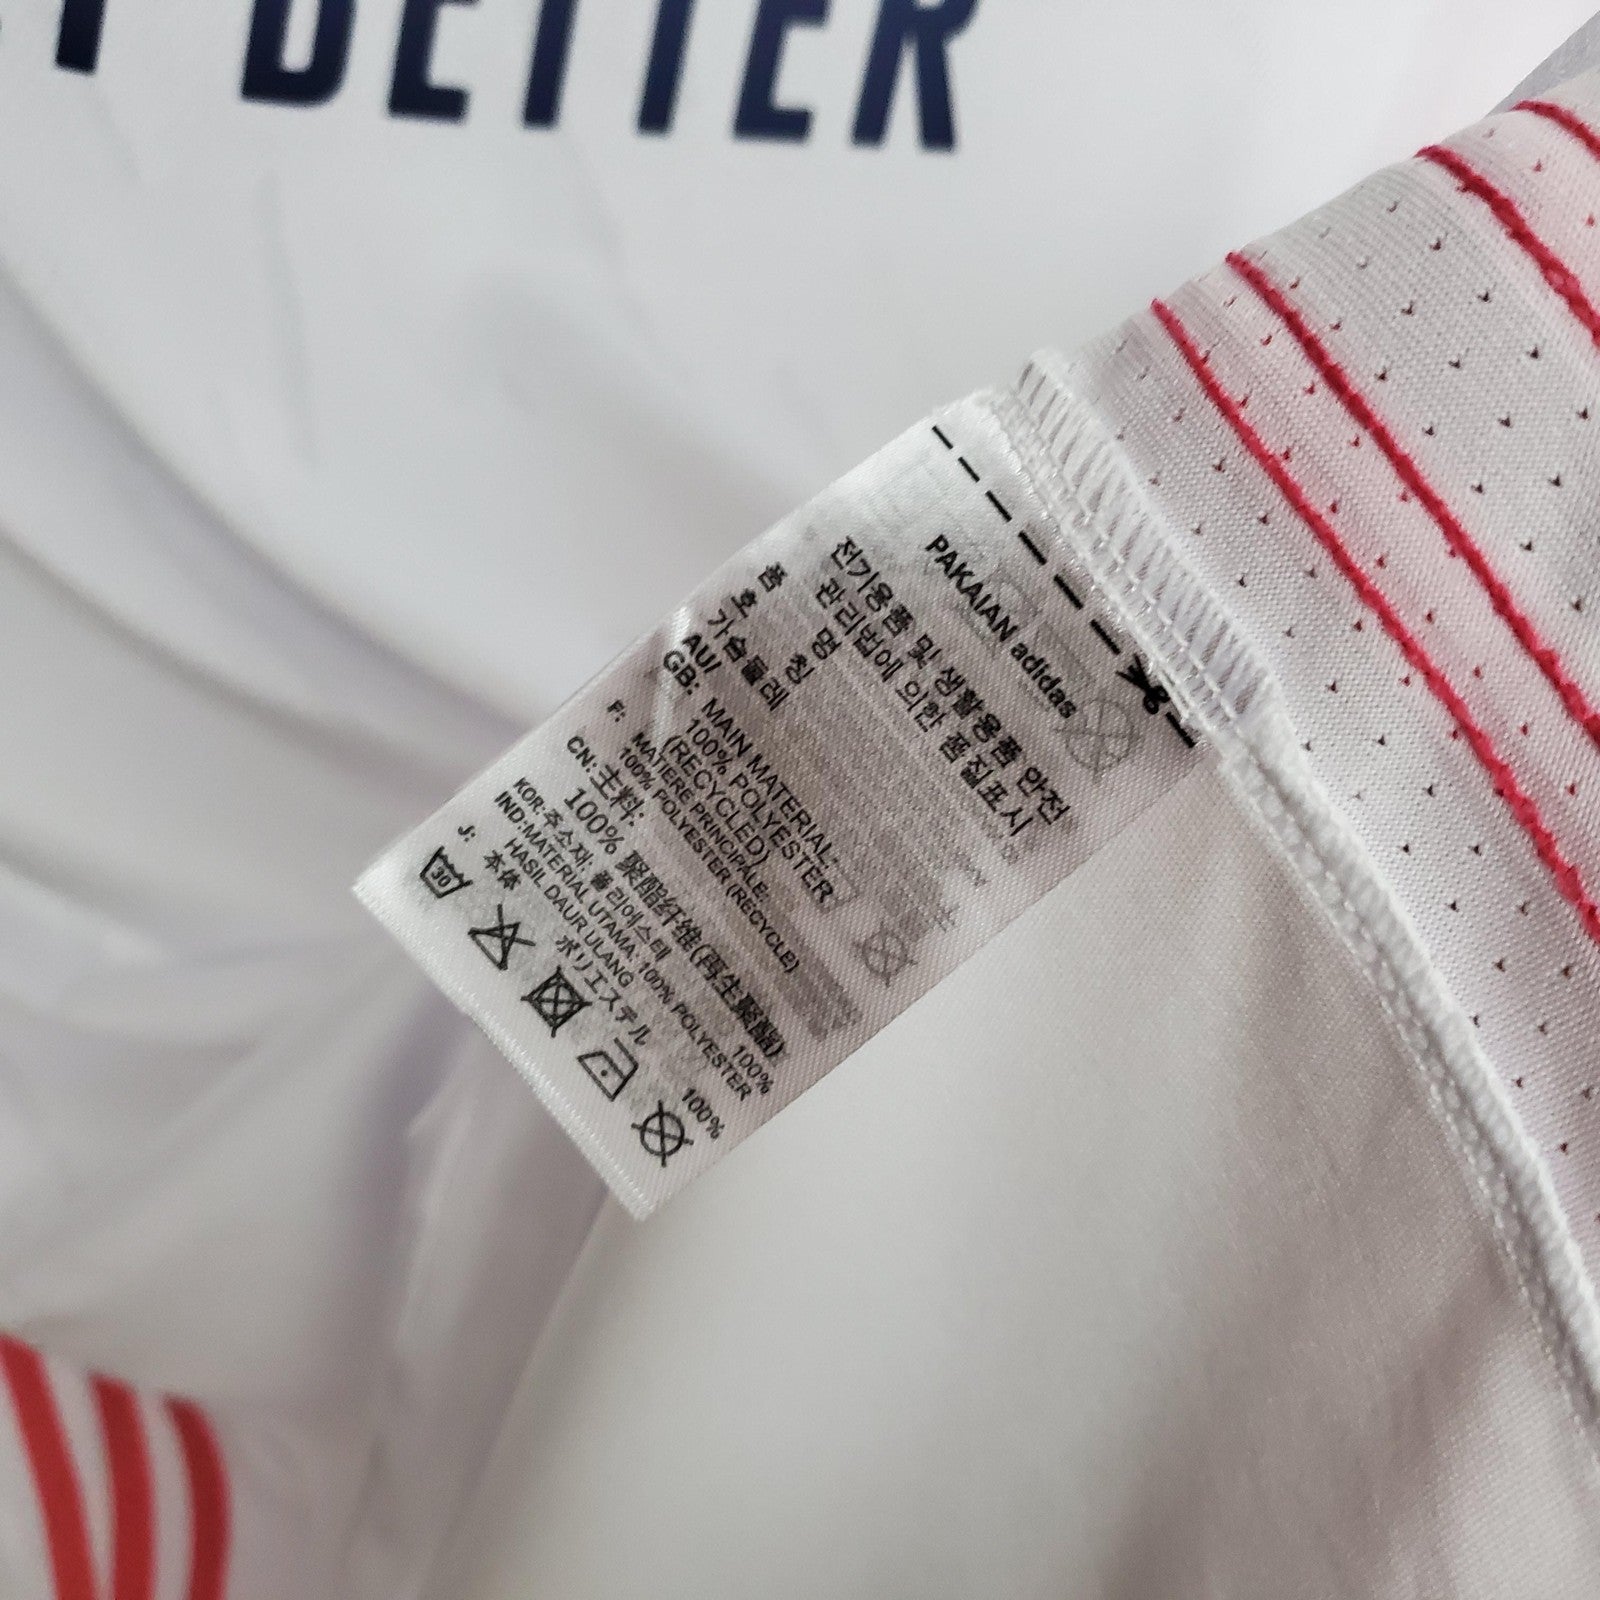 BETTER
PAKAIAN adidas
전기용품 및 생활용품 안전
관리법에 의한 품질표시
품 명
호 칭
가슴둘레
AU/
GB: MAIN MATERIAL:
100% POLYESTER
(RECYCLED)
F: MATIERE PRINCIPALE:
100% POLYESTER (RECYCLE)
CN: 主料:
100% 聚酯纤维(再生聚酯)
KOR: 주소재: 폴리에스테 100%
IND: MATERIAL UTAMA: 100% POLYESTER
HASIL DAUR ULANG
J: 本体 ポリエステル 100%
30